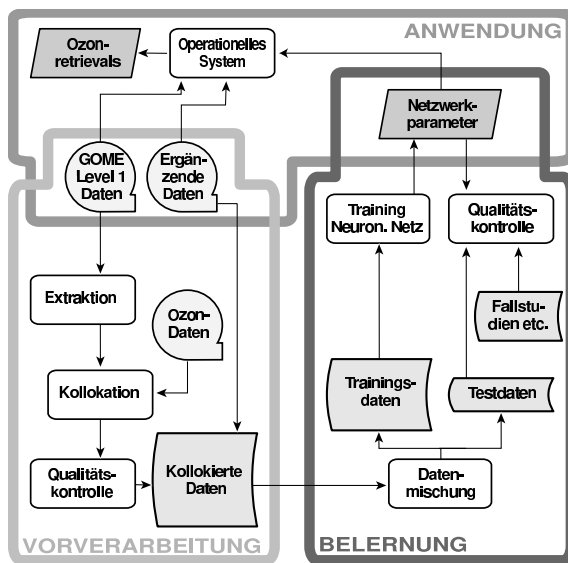 ANWENDUNG
Ozon-
retrievals
Operationelles
System
Netzwerk-
parameter
GOME
Level 1
Daten
Ergän-
zende
Daten
Training
Neuron. Netz
Qualitäts-
kontrolle
Extraktion
Ozon-
Daten
Fallstu-
dien etc.
Kollokation
Trainings-
daten
Testdaten
Qualitäts-
kontrolle
Kollokierte
Daten
Daten-
mischung
VORVERARBEITUNG
BELERNUNG